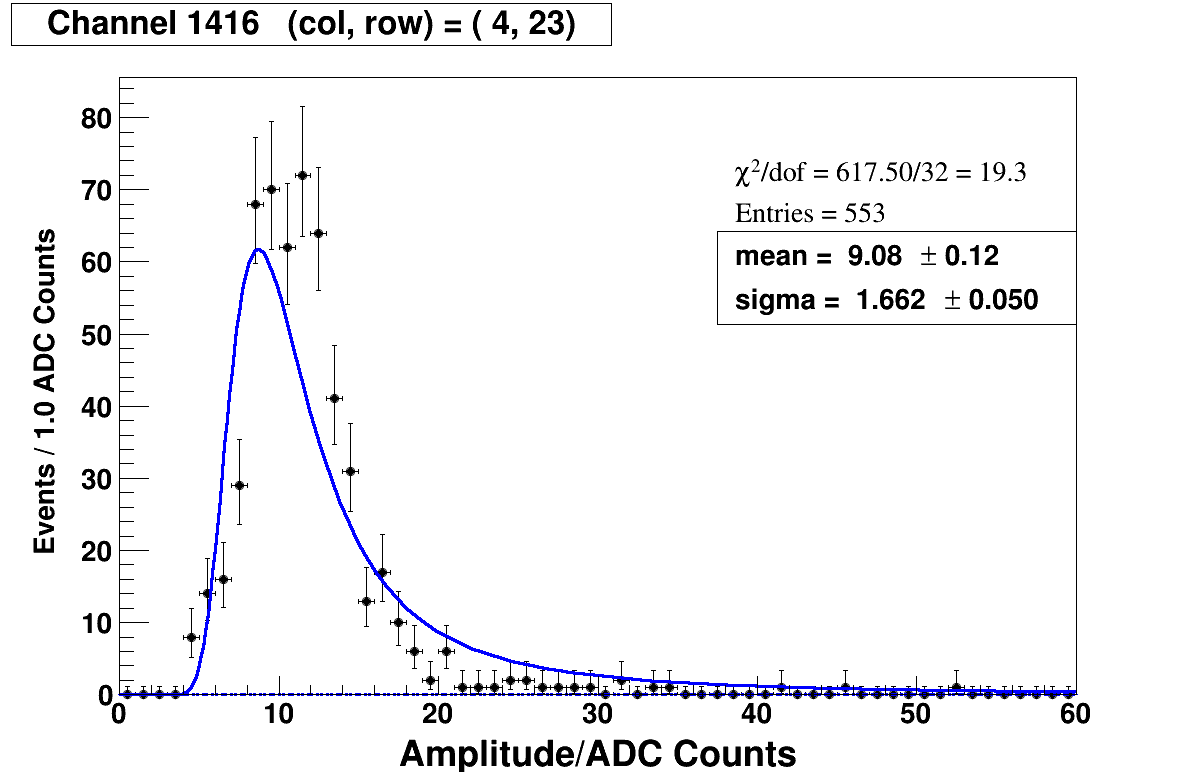 Channel 1416 (col, row) = ( 4, 23)
χ²/dof = 617.50/32 = 19.3
Entries = 553
mean = 9.08 ± 0.12
sigma = 1.662 ± 0.050
Events / 1.0 ADC Counts
80
70
60
50
40
30
20
10
0
0 10 20 30 40 50 60
Amplitude/ADC Counts